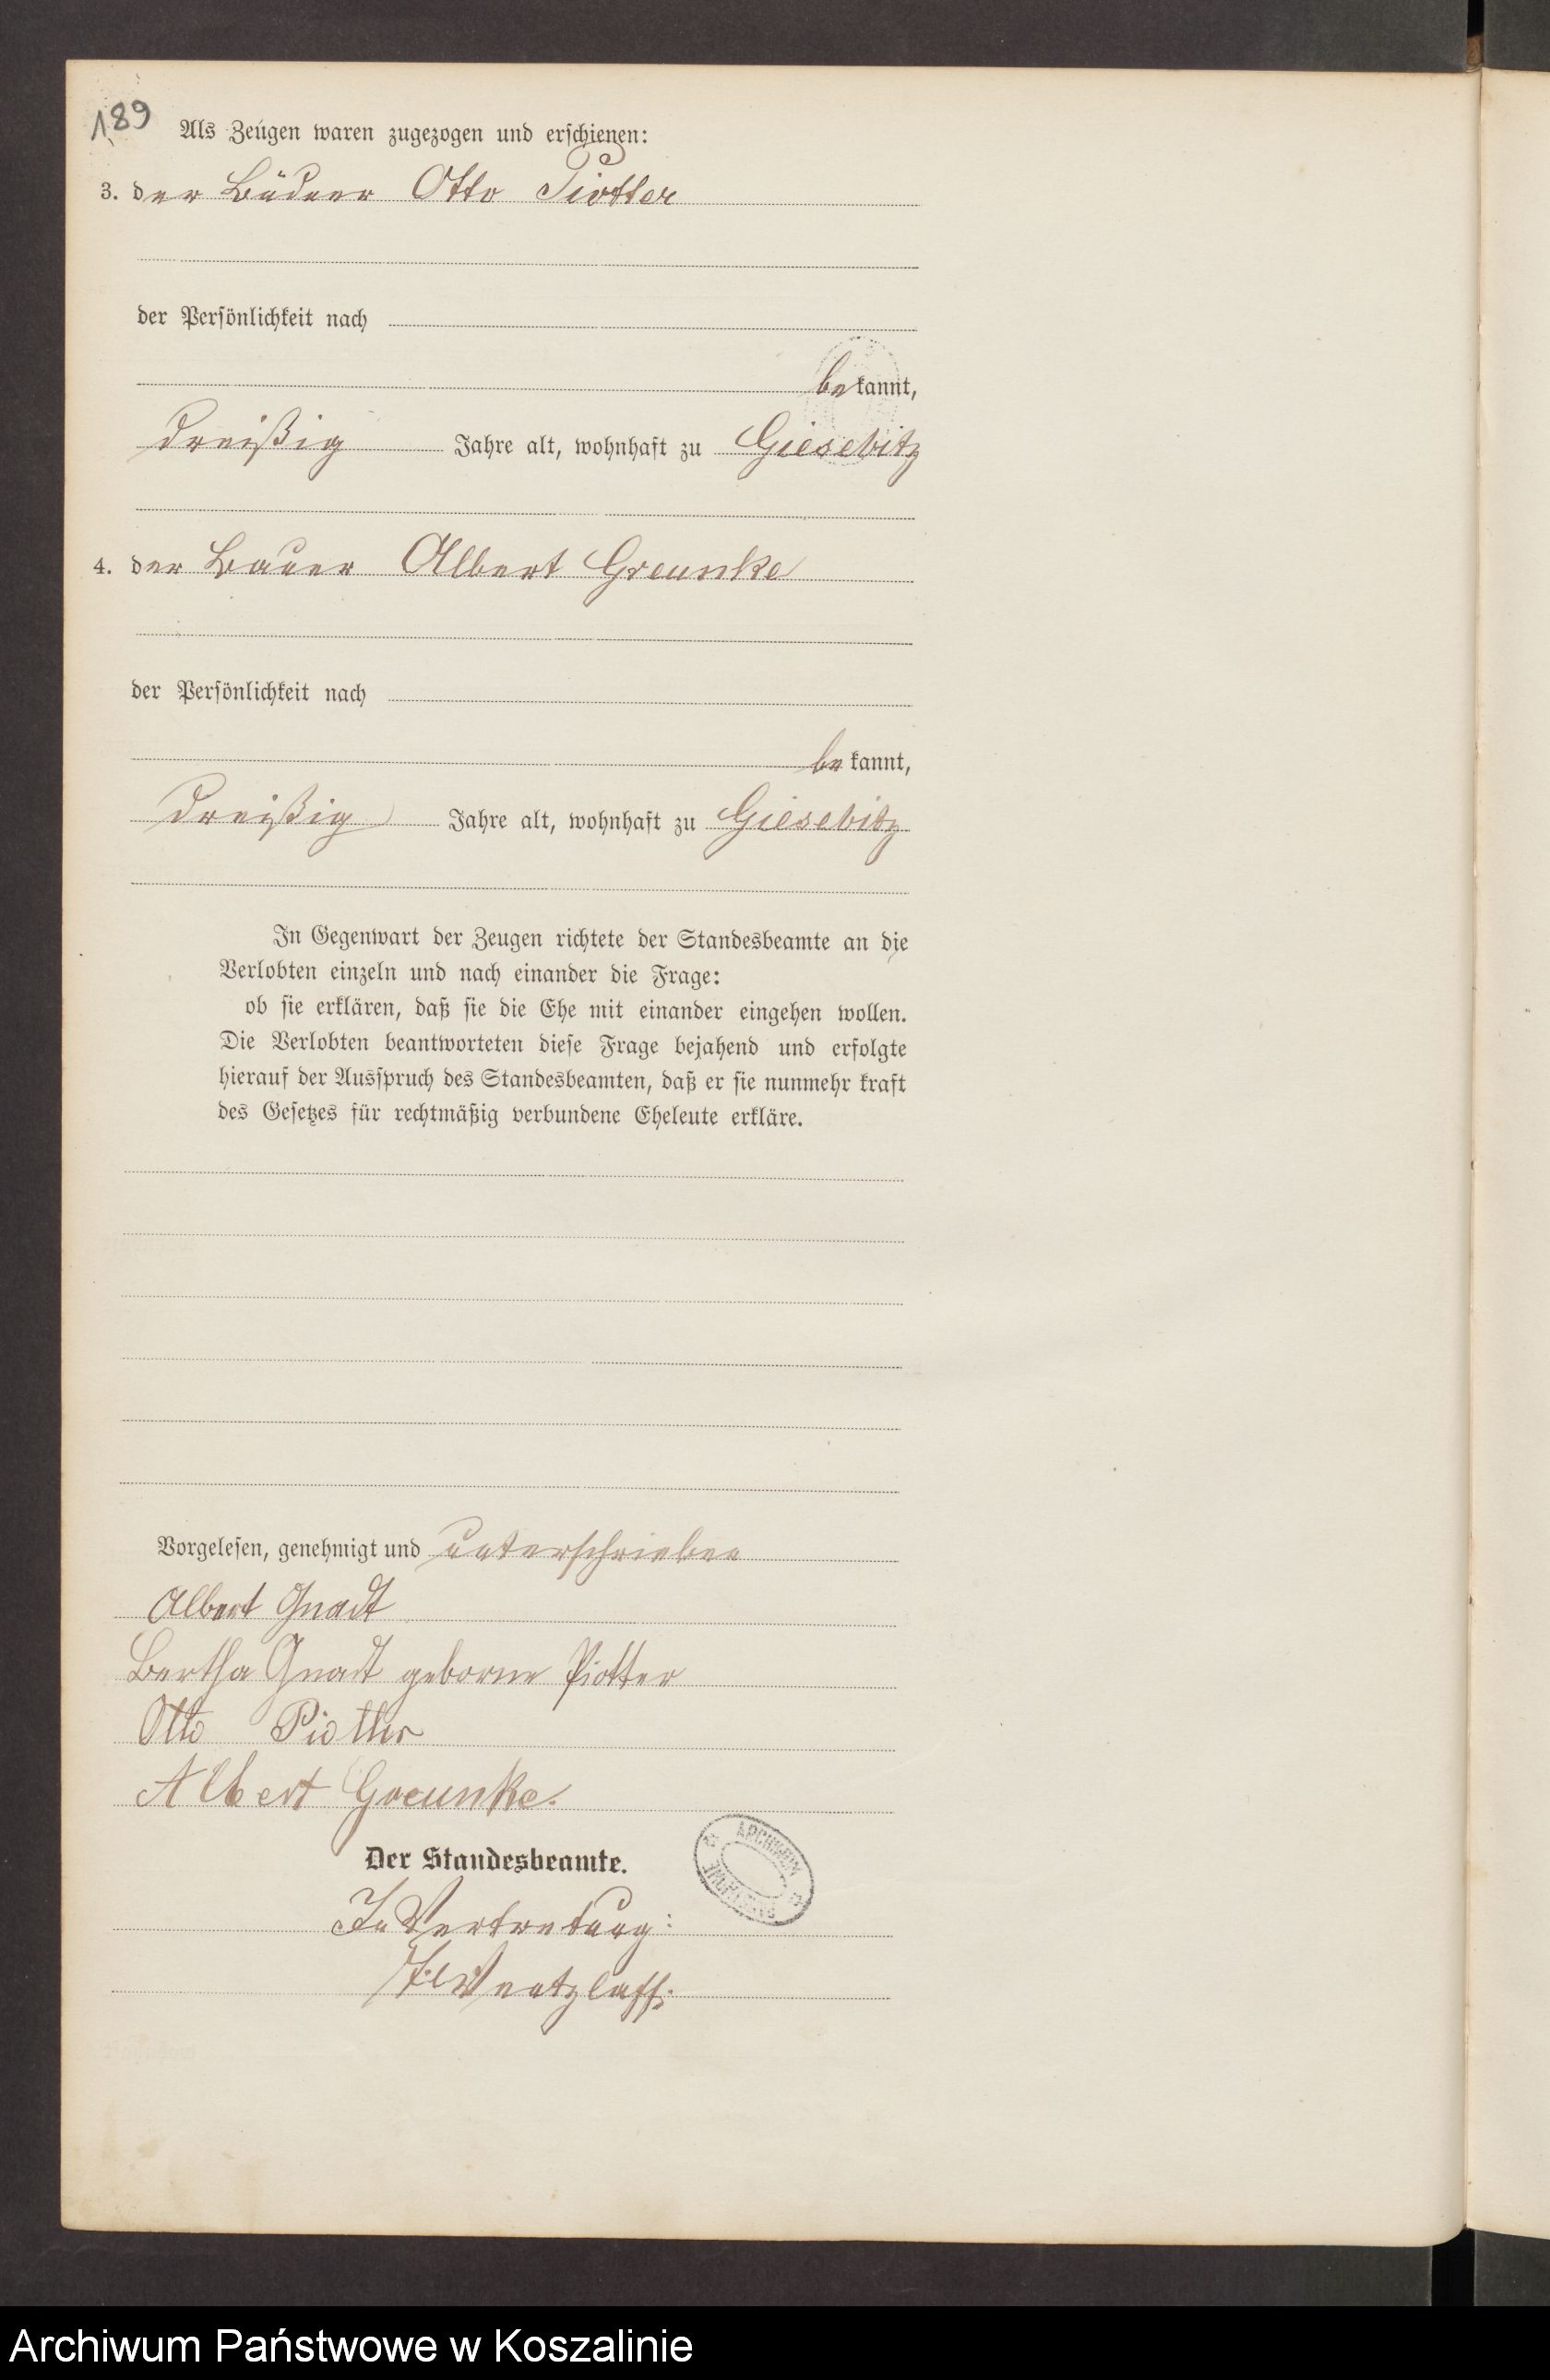 189
Als Zeugen waren zugezogen und erschienen:
3. der Büdner Otto Piotter
der Persönlichkeit nach
bekannt,
dreißig Jahre alt, wohnhaft zu Giesebitz
4. der Bauer Albert Greunke
der Persönlichkeit nach
bekannt,
dreißig Jahre alt, wohnhaft zu Giesebitz
In Gegenwart der Zeugen richtete der Standesbeamte an die
Verlobten einzeln und nach einander die Frage:
ob sie erklären, daß sie die Ehe mit einander eingehen wollen.
Die Verlobten beantworteten diese Frage bejahend und erfolgte
hierauf der Ausspruch des Standesbeamten, daß er sie nunmehr kraft
des Gesetzes für rechtmäßig verbundene Eheleute erkläre.
Vorgelesen, genehmigt und unterschrieben
Albert Gnadt
Bertha Gnadt geborne Piotter
Otto Piotter
Albert Greunke.
Der Standesbeamte.
ARCHIWUM
In Vertretung:
Wentzlaff.
Archiwum Państwowe w Koszalinie